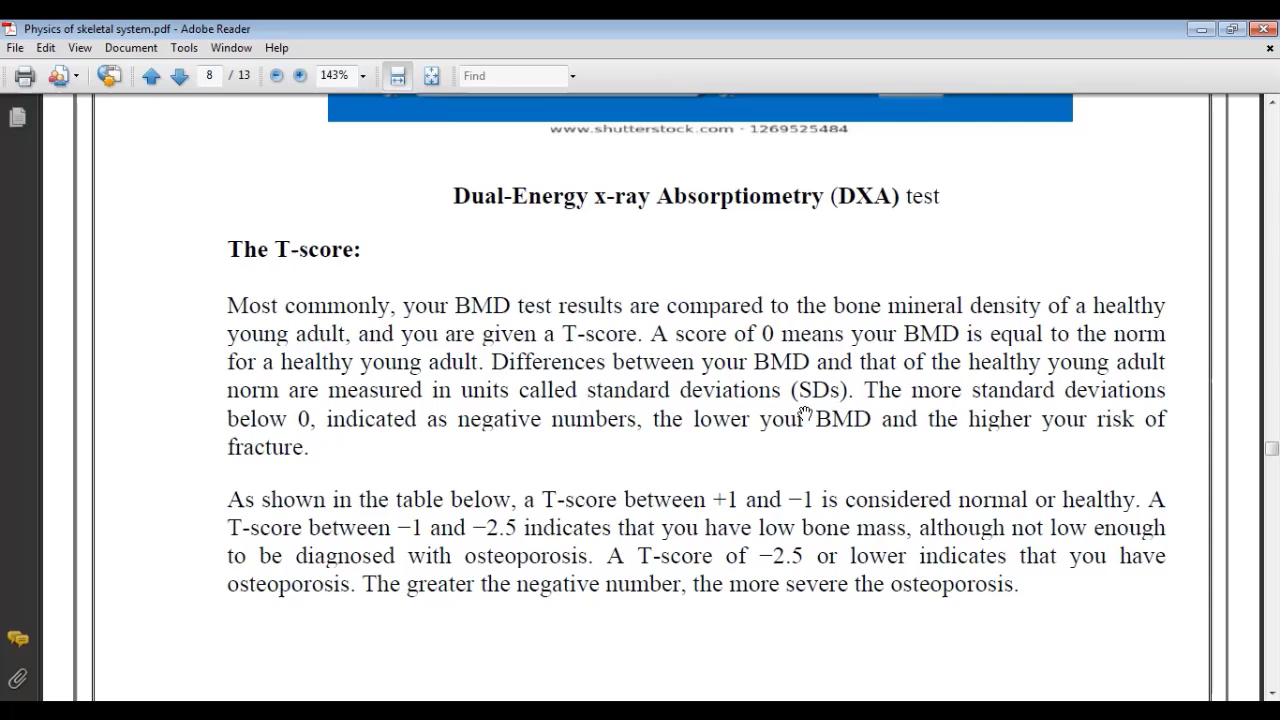 Physics of skeletal system.pdf - Adobe Reader
File Edit View Document Tools Window Help
8 / 13 143% Find
www.shutterstock.com · 1269525484
Dual-Energy x-ray Absorptiometry (DXA) test
The T-score:
Most commonly, your BMD test results are compared to the bone mineral density of a healthy
young adult, and you are given a T-score. A score of 0 means your BMD is equal to the norm
for a healthy young adult. Differences between your BMD and that of the healthy young adult
norm are measured in units called standard deviations (SDs). The more standard deviations
below 0, indicated as negative numbers, the lower your BMD and the higher your risk of
fracture.
As shown in the table below, a T-score between +1 and −1 is considered normal or healthy. A
T-score between −1 and −2.5 indicates that you have low bone mass, although not low enough
to be diagnosed with osteoporosis. A T-score of −2.5 or lower indicates that you have
osteoporosis. The greater the negative number, the more severe the osteoporosis.